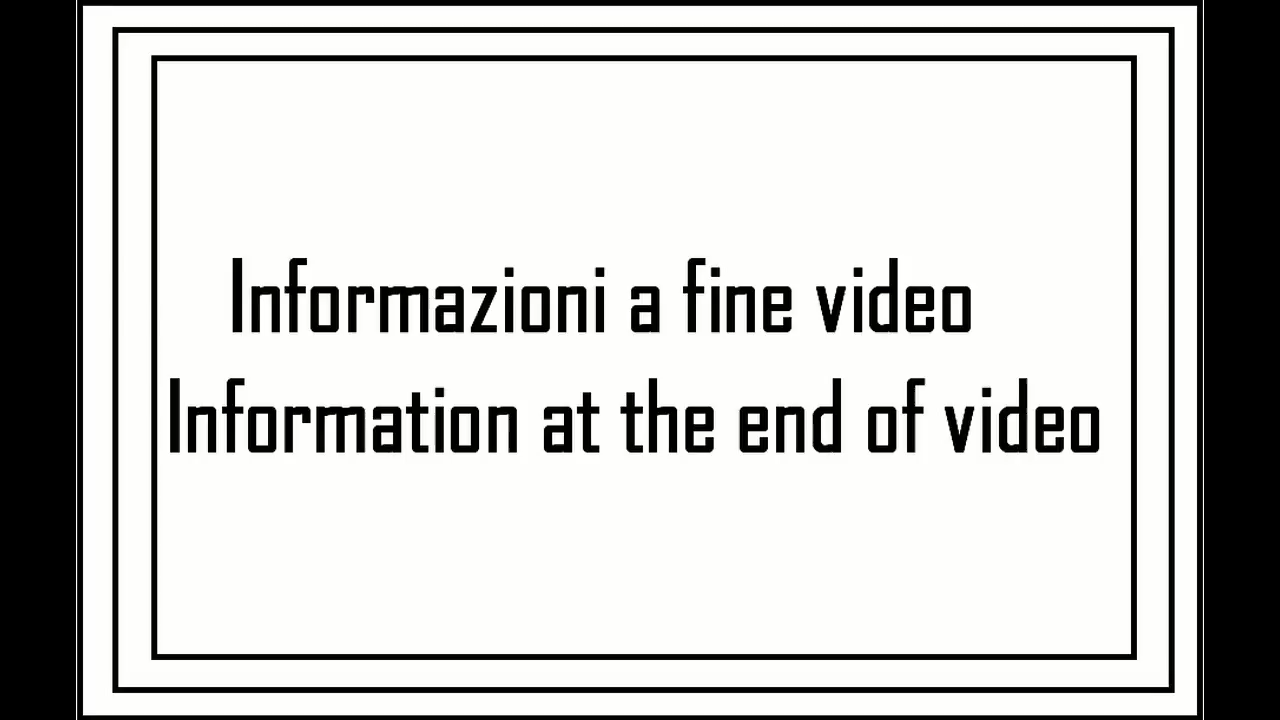 Informazioni a fine video
Information at the end of video